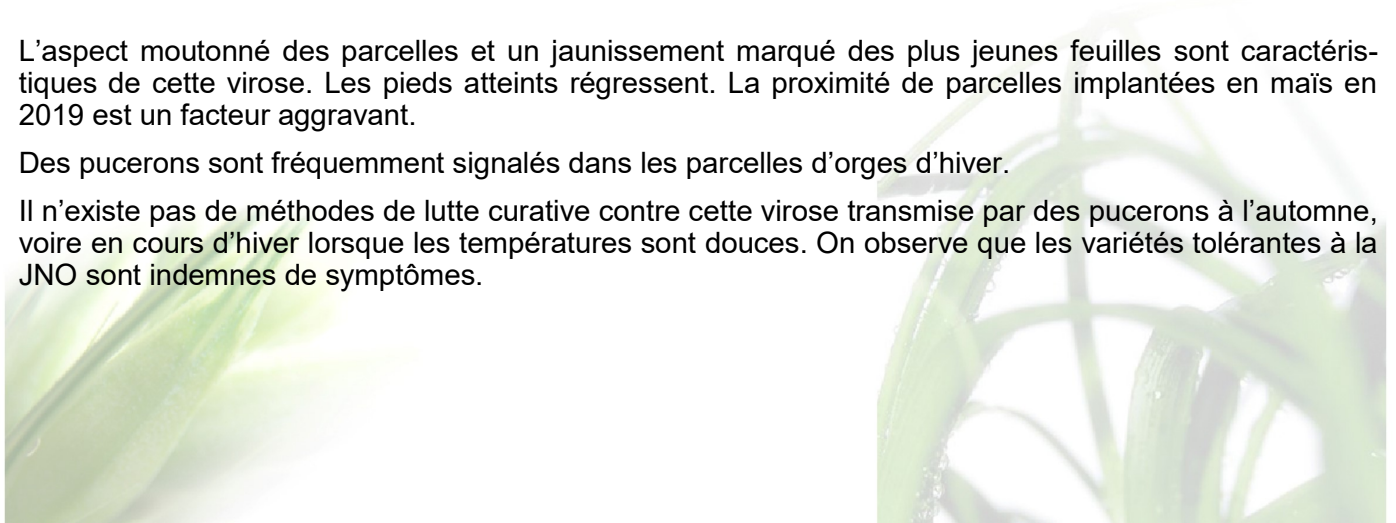 L’aspect moutonné des parcelles et un jaunissement marqué des plus jeunes feuilles sont caractéris-
tiques de cette virose. Les pieds atteints régressent. La proximité de parcelles implantées en maïs en
2019 est un facteur aggravant.
Des pucerons sont fréquemment signalés dans les parcelles d’orges d’hiver.
Il n’existe pas de méthodes de lutte curative contre cette virose transmise par des pucerons à l’automne,
voire en cours d’hiver lorsque les températures sont douces. On observe que les variétés tolérantes à la
JNO sont indemnes de symptômes.